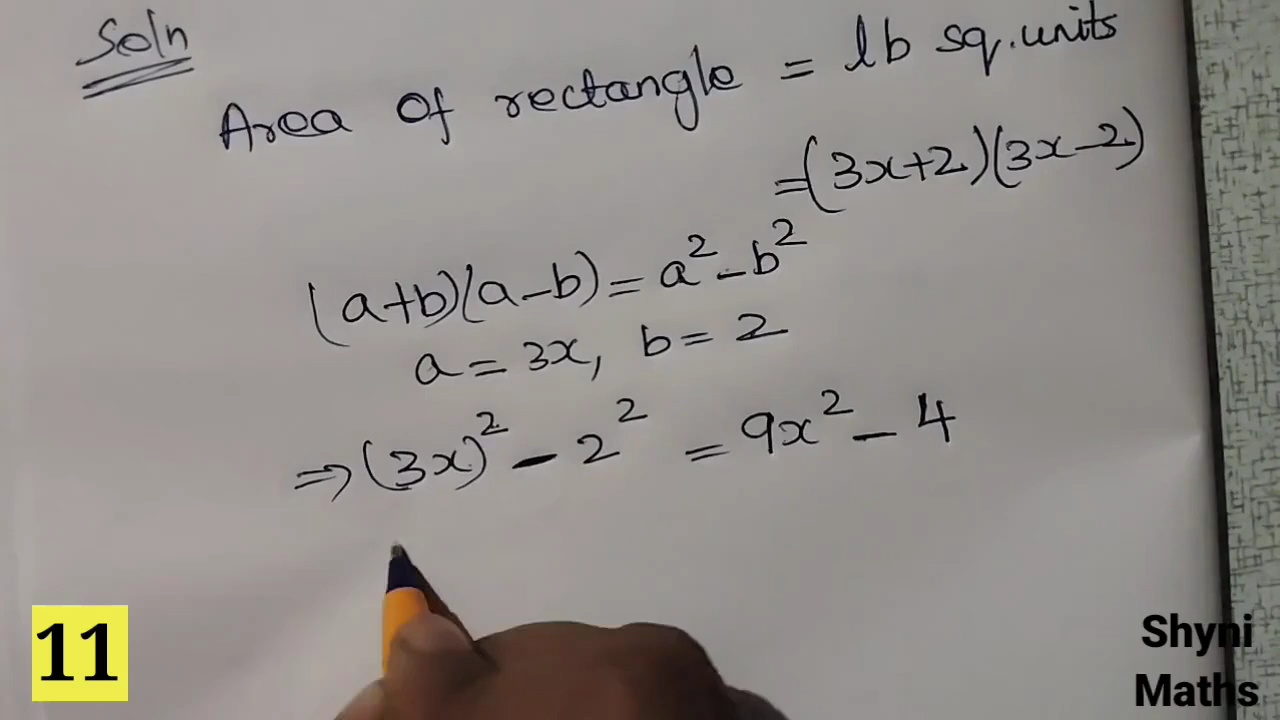 Soln
Area of rectangle = lb sq.units
=(3x+2)(3x-2)
(a+b)(a-b)=a²-b²
a=3x, b=2
⇒(3x)²-2²=9x²-4
11
Shyni
Maths